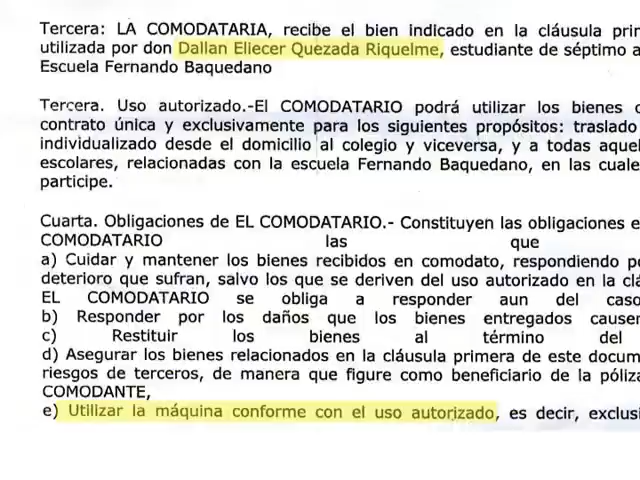 Tercera: LA COMODATARIA, recibe el bien indicado en la cláusula prim
utilizada por don Dallan Eliecer Quezada Riquelme, estudiante de séptimo a
Escuela Fernando Baquedano
Tercera. Uso autorizado.-El COMODATARIO podrá utilizar los bienes
contrato única y exclusivamente para los siguientes propósitos: traslado
individualizado desde el domicilio al colegio y viceversa, y a todas aquel
escolares, relacionadas con la escuela Fernando Baquedano, en las cuale
participe.
Cuarta. Obligaciones de EL COMODATARIO.- Constituyen las obligaciones e
COMODATARIO las que
a) Cuidar y mantener los bienes recibidos en comodato, respondiendo po
deterioro que sufran, salvo los que se deriven del uso autorizado en la clá
EL COMODATARIO se obliga a responder aun del caso
b) Responder por los daños que los bienes entregados causen
c) Restituir los bienes al término del
d) Asegurar los bienes relacionados en la cláusula primera de este docum
riesgos de terceros, de manera que figure como beneficiario de la póliza
COMODANTE,
e) Utilizar la máquina conforme con el uso autorizado, es decir, exclusi